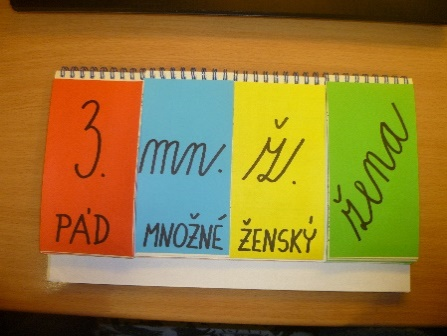 3. mn. ž. žena
PÁD MNOŽNÉ ŽENSKÝ